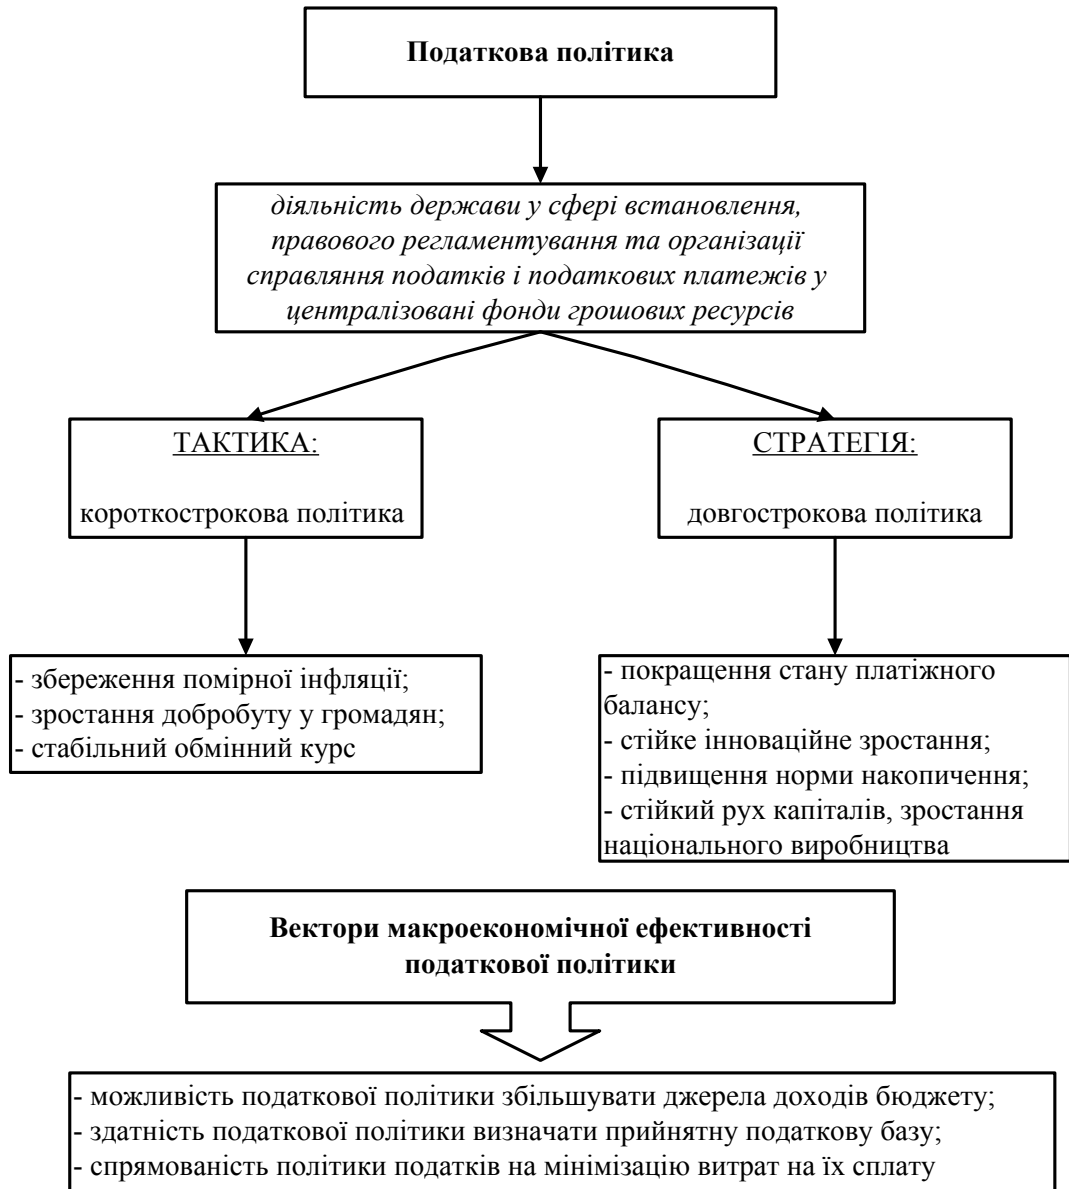 Податкова політика
діяльність держави у сфері встановлення,
правового регламентування та організації
справляння податків і податкових платежів у
централізовані фонди грошових ресурсів
ТАКТИКА:
короткострокова політика
СТРАТЕГІЯ:
довгострокова політика
- збереження помірної інфляції;
- зростання добробуту у громадян;
- стабільний обмінний курс
- покращення стану платіжного
балансу;
- стійке інноваційне зростання;
- підвищення норми накопичення;
- стійкий рух капіталів, зростання
національного виробництва
Вектори макроекономічної ефективності
податкової політики
- можливість податкової політики збільшувати джерела доходів бюджету;
- здатність податкової політики визначати прийнятну податкову базу;
- спрямованість політики податків на мінімізацію витрат на їх сплату